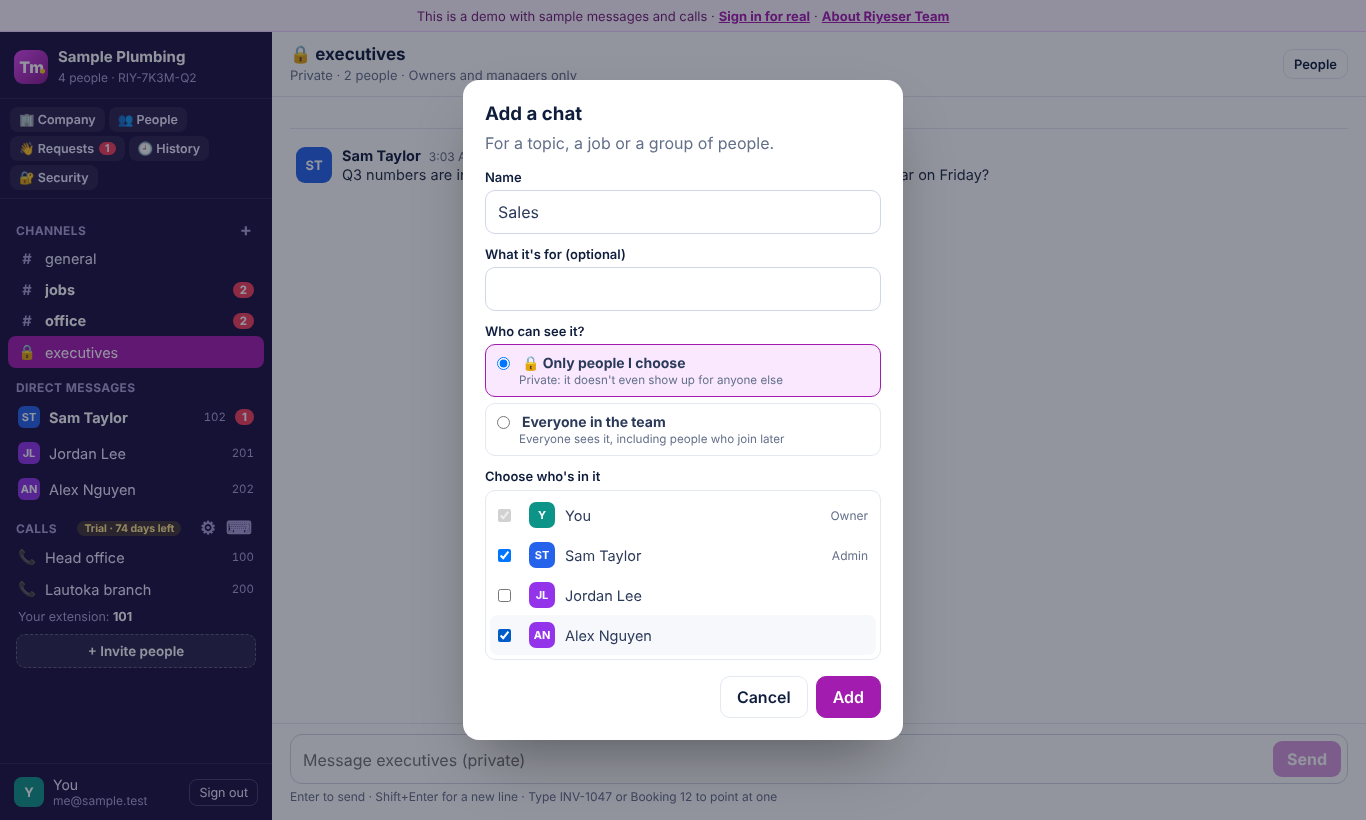 This is a demo with sample messages and calls · Sign in for real · About Riyeser Team
Tm
Sample Plumbing
4 people · RIY-7K3M-Q2
🏢 Company
👥 People
👋 Requests 1
🕘 History
🔐 Security
CHANNELS +
# general
# jobs 2
# office 2
🔒 executives
DIRECT MESSAGES
ST Sam Taylor 102 1
JL Jordan Lee 201
AN Alex Nguyen 202
CALLS Trial · 74 days left
Head office 100
Lautoka branch 200
Your extension: 101
+ Invite people
Y You
me@sample.test
Sign out
🔒 executives
Private · 2 people · Owners and managers only
People
ST Sam Taylor 3:03
Q3 numbers are
on Friday?
Add a chat
For a topic, a job or a group of people.
Name
Sales
What it's for (optional)
Who can see it?
🔒 Only people I choose
Private: it doesn't even show up for anyone else
Everyone in the team
Everyone sees it, including people who join later
Choose who's in it
Y You Owner
ST Sam Taylor Admin
JL Jordan Lee
AN Alex Nguyen
Cancel
Add
Message executives (private)
Send
Enter to send · Shift+Enter for a new line · Type INV-1047 or Booking 12 to point at one